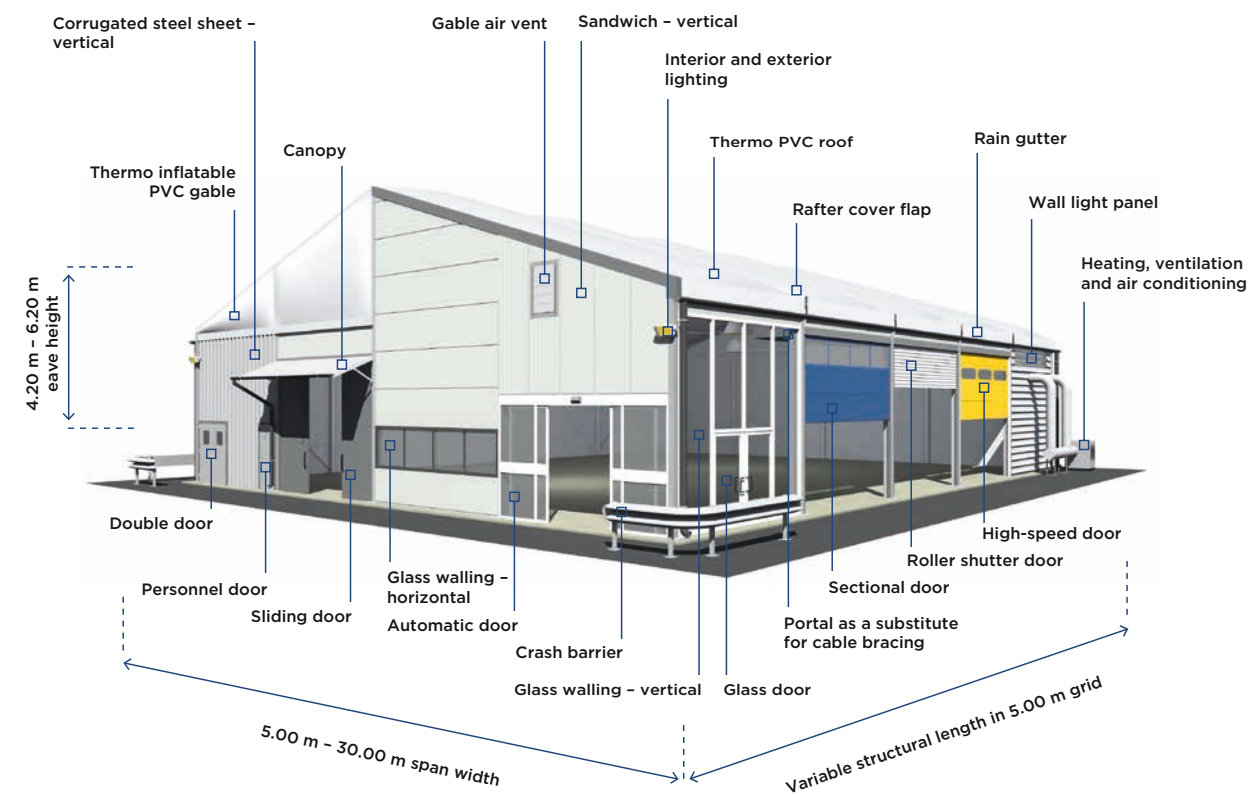 Corrugated steel sheet –
vertical
Gable air vent
Sandwich – vertical
Interior and exterior
lighting
Canopy
Thermo PVC roof
Rain gutter
Thermo inflatable
PVC gable
Rafter cover flap
Wall light panel
Heating, ventilation
and air conditioning
4.20 m – 6.20 m
eave height
Double door
Personnel door
Sliding door
Glass walling –
horizontal
Automatic door
Crash barrier
Glass walling – vertical
Glass door
Portal as a substitute
for cable bracing
Sectional door
Roller shutter door
High-speed door
5.00 m – 30.00 m span width
Variable structural length in 5.00 m grid